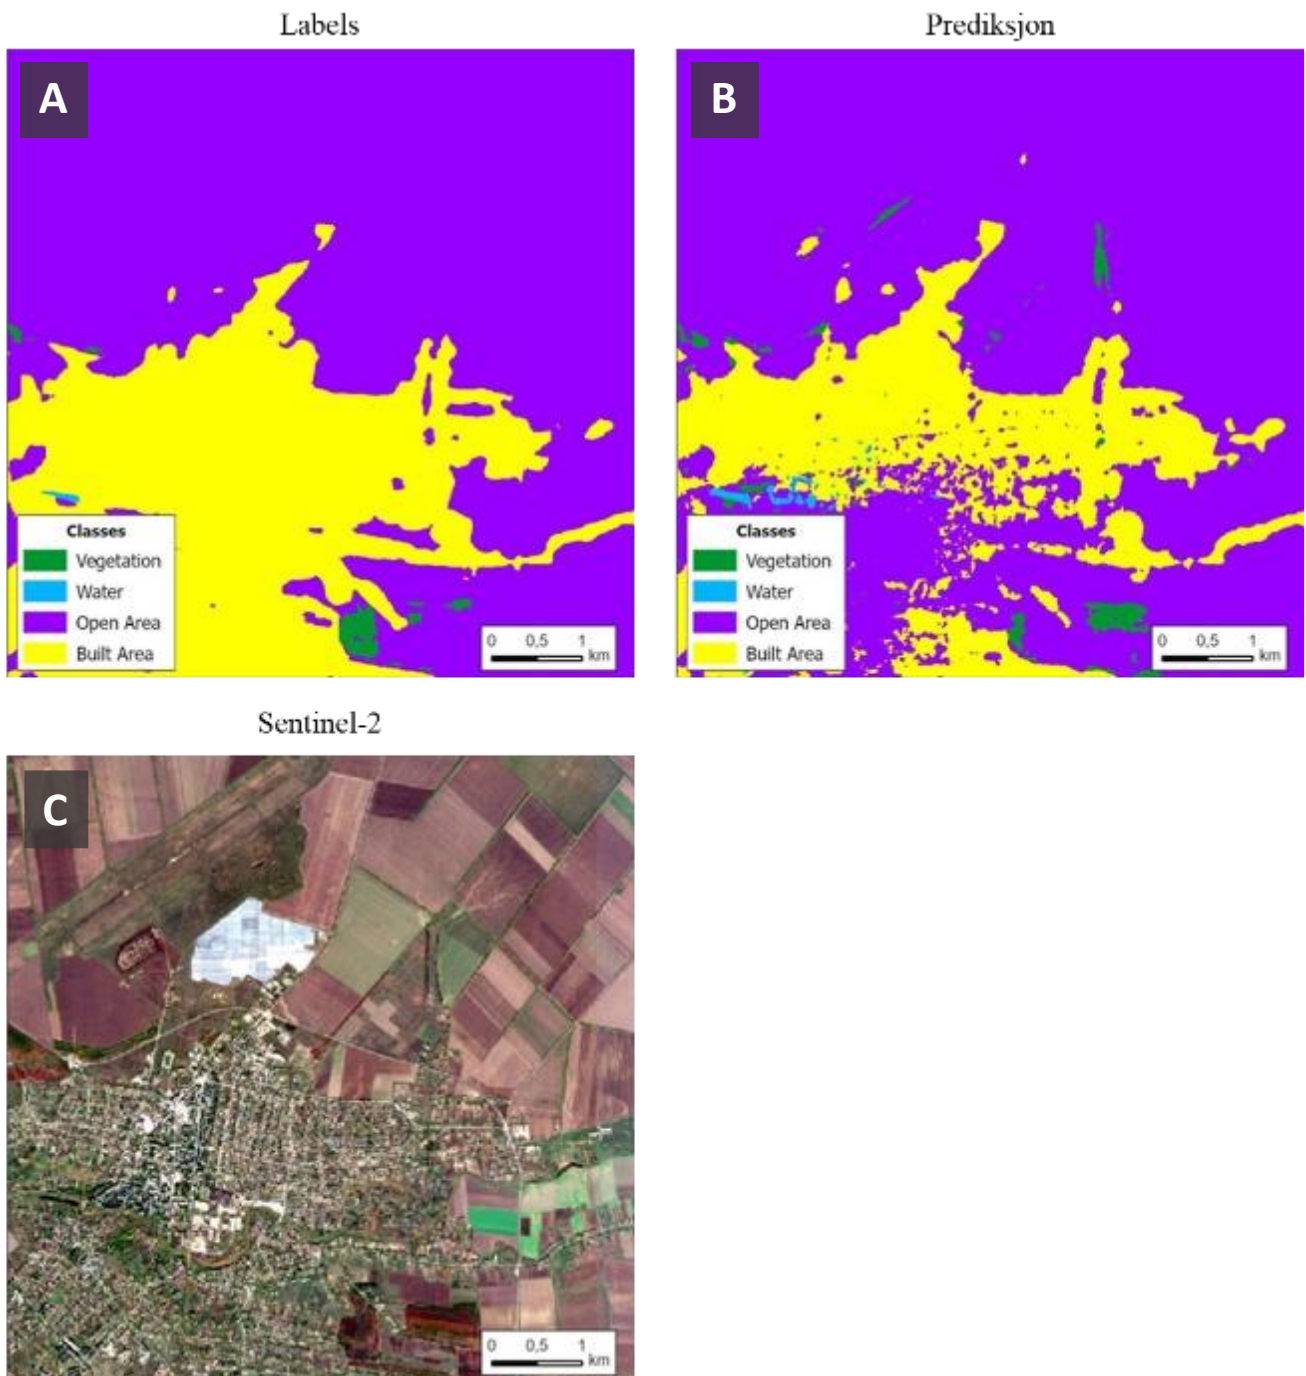 Labels
Prediksjon
A
B
Classes
Vegetation
Water
Open Area
Built Area
0 0,5 1
km
Classes
Vegetation
Water
Open Area
Built Area
0 0,5 1
km
Sentinel-2
C
0 0,5 1
km